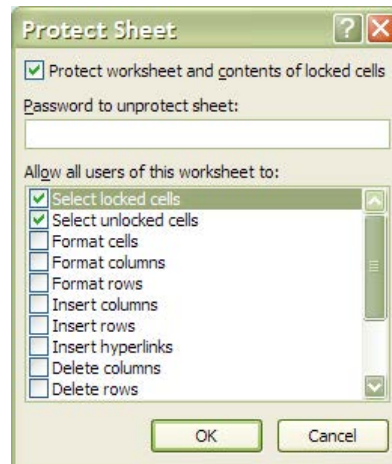 Protect Sheet
Protect worksheet and contents of locked cells
Password to unprotect sheet:
Allow all users of this worksheet to:
Select locked cells
Select unlocked cells
Format cells
Format columns
Format rows
Insert columns
Insert rows
Insert hyperlinks
Delete columns
Delete rows
OK Cancel